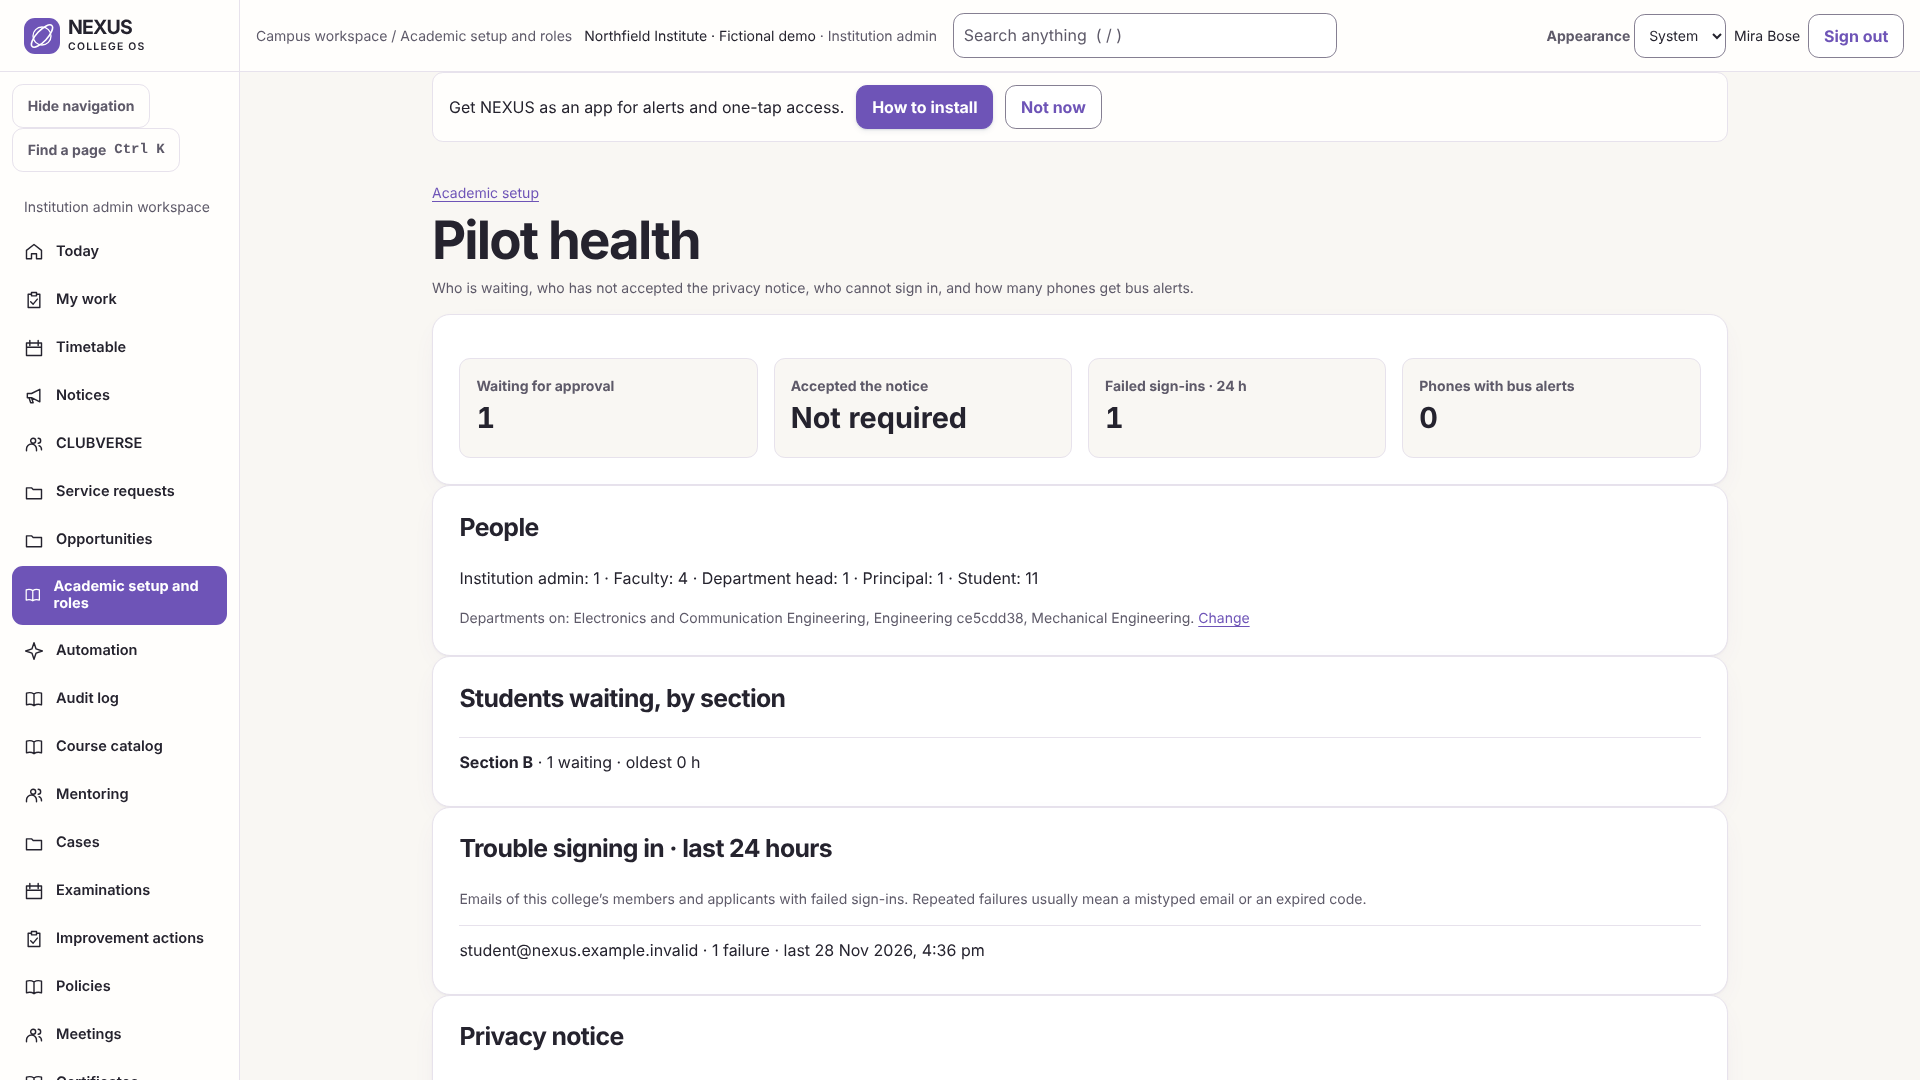 NEXUS
COLLEGE OS
Campus workspace / Academic setup and roles
Northfield Institute · Fictional demo · Institution admin
Search anything ( / )
Appearance
System
Mira Bose
Sign out
Hide navigation
Find a page Ctrl K
Institution admin workspace
Today
My work
Timetable
Notices
CLUBVERSE
Service requests
Opportunities
Academic setup and
roles
Automation
Audit log
Course catalog
Mentoring
Cases
Examinations
Improvement actions
Policies
Meetings
Certificates
Get NEXUS as an app for alerts and one-tap access.
How to install
Not now
Academic setup
Pilot health
Who is waiting, who has not accepted the privacy notice, who cannot sign in, and how many phones get bus alerts.
Waiting for approval
1
Accepted the notice
Not required
Failed sign-ins · 24 h
1
Phones with bus alerts
0
People
Institution admin: 1 · Faculty: 4 · Department head: 1 · Principal: 1 · Student: 11
Departments on: Electronics and Communication Engineering, Engineering ce5cdd38, Mechanical Engineering. Change
Students waiting, by section
Section B · 1 waiting · oldest 0 h
Trouble signing in · last 24 hours
Emails of this college’s members and applicants with failed sign-ins. Repeated failures usually mean a mistyped email or an expired code.
student@nexus.example.invalid · 1 failure · last 28 Nov 2026, 4:36 pm
Privacy notice